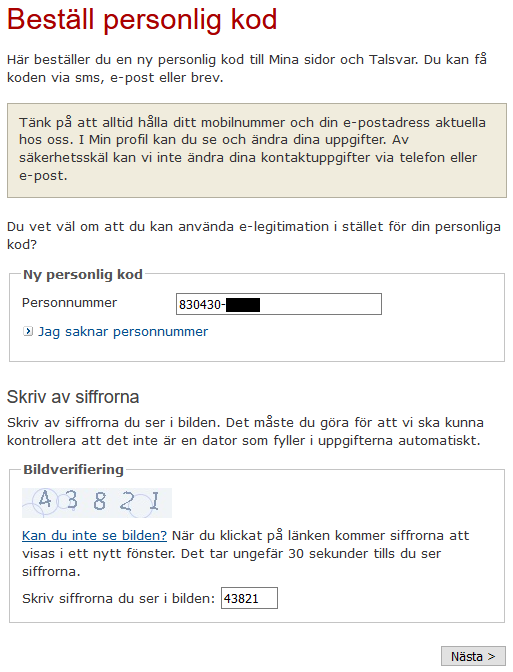 Beställ personlig kod
Här beställer du en ny personlig kod till Mina sidor och Talsvar. Du kan få
koden via sms, e-post eller brev.
Tänk på att alltid hålla ditt mobilnummer och din e-postadress aktuella
hos oss. I Min profil kan du se och ändra dina uppgifter. Av
säkerhetsskäl kan vi inte ändra dina kontaktuppgifter via telefon eller
e-post.
Du vet väl om att du kan använda e-legitimation i stället för din personliga
kod?
Ny personlig kod
Personnummer 830430-
Jag saknar personnummer
Skriv av siffrorna
Skriv av siffrorna du ser i bilden. Det måste du göra för att vi ska kunna
kontrollera att det inte är en dator som fyller i uppgifterna automatiskt.
Bildverifiering
43821
Kan du inte se bilden? När du klickat på länken kommer siffrorna att
visas i ett nytt fönster. Det tar ungefär 30 sekunder tills du ser
siffrorna.
Skriv siffrorna du ser i bilden: 43821
Nästa >